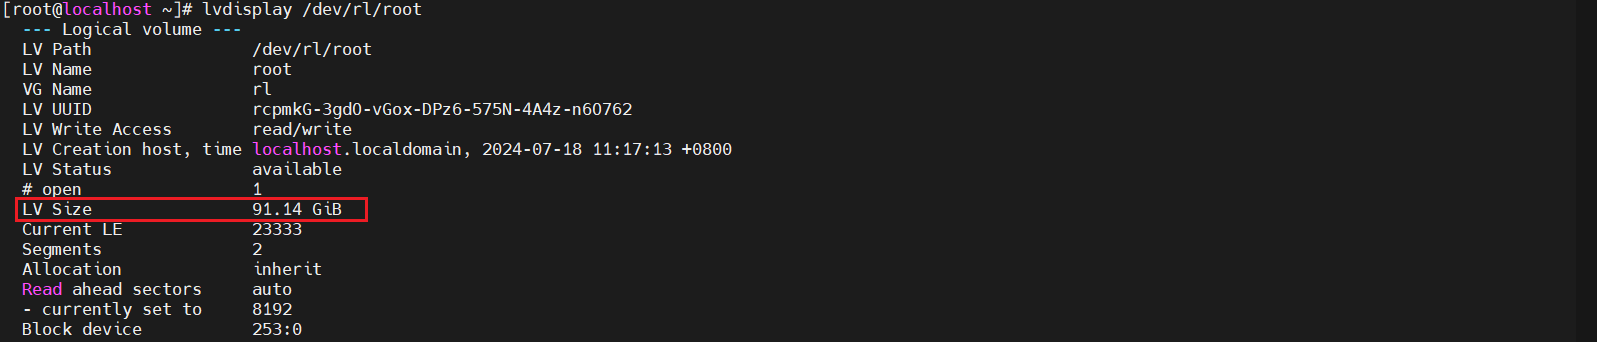 [root@localhost ~]# lvdisplay /dev/rl/root
--- Logical volume ---
LV Path                /dev/rl/root
LV Name                root
VG Name                rl
LV UUID                rcpmkG-3gdO-vGox-DPz6-575N-4A4z-n6O762
LV Write Access        read/write
LV Creation host, time localhost.localdomain, 2024-07-18 11:17:13 +0800
LV Status              available
# open                 1
LV Size                91.14 GiB
Current LE             23333
Segments               2
Allocation             inherit
Read ahead sectors     auto
- currently set to     8192
Block device           253:0